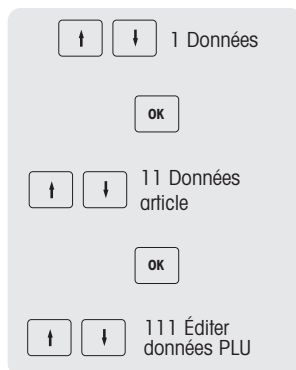 1 Données
OK
11 Données
article
OK
111 Éditer
données PLU